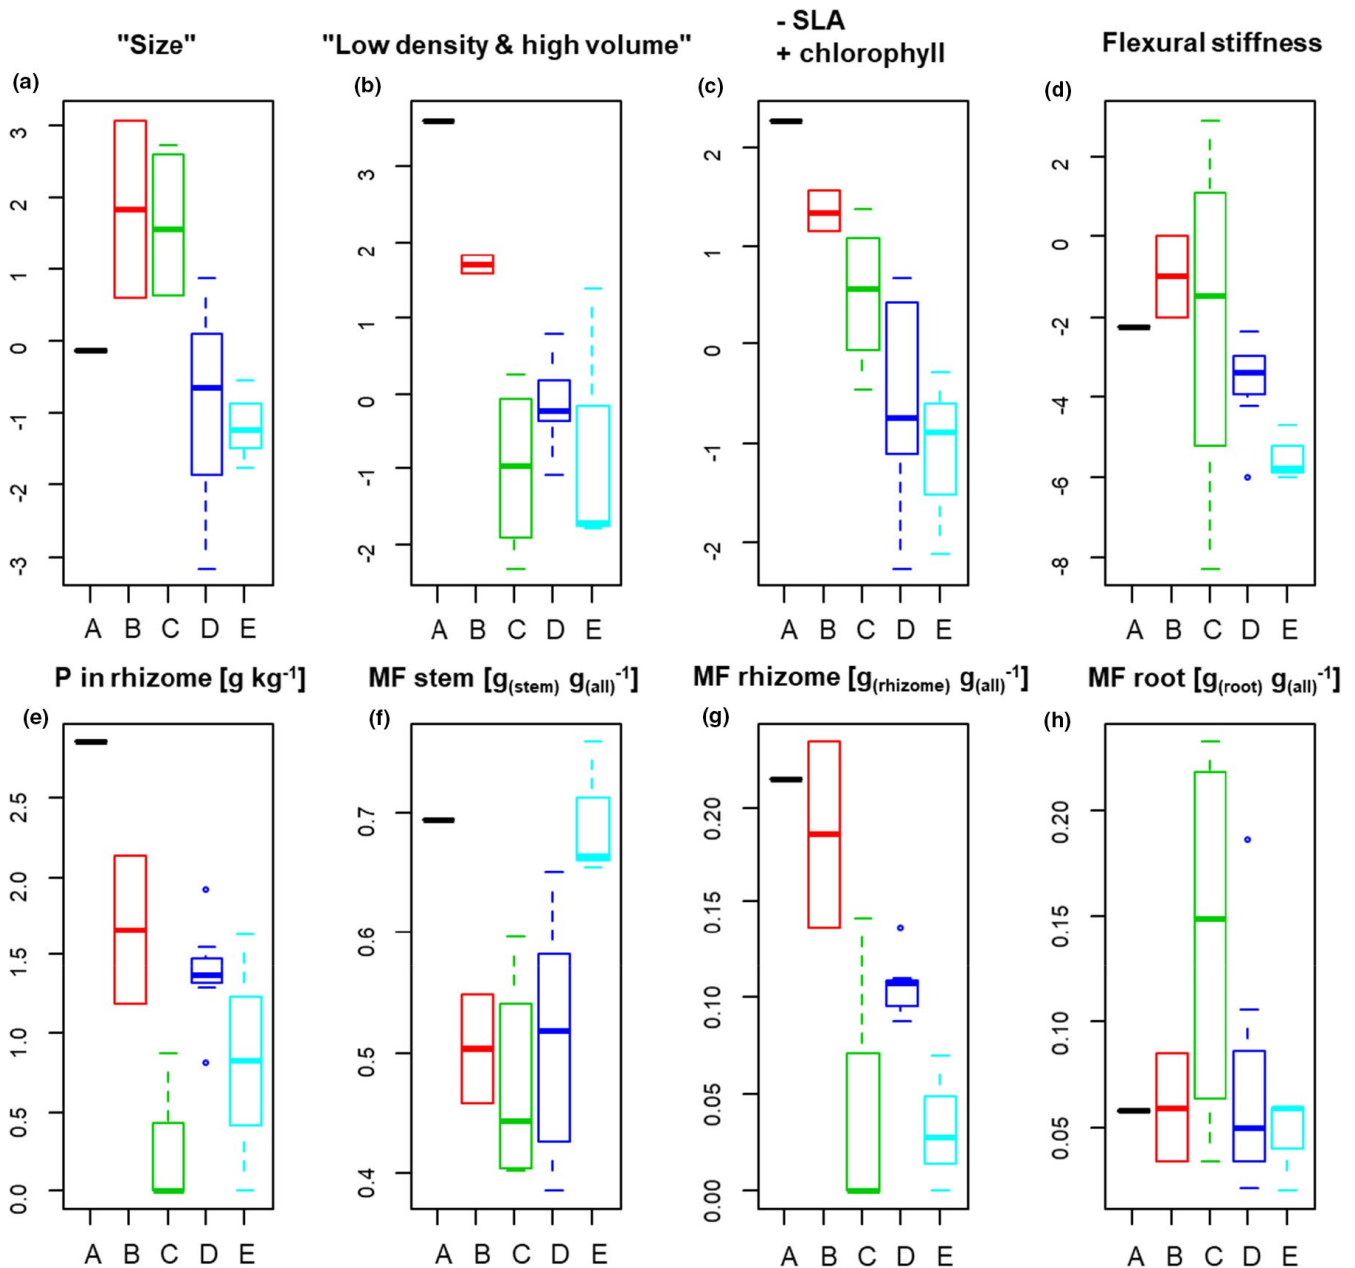 "Size"
"Low density & high volume"
- SLA
+ chlorophyll
Flexural stiffness
(a)
(b)
(c)
(d)
3
2
1
0
-1
-2
-3
3
2
1
0
-1
-2
2
1
0
-1
-2
2
0
-2
-4
-6
-8
A B C D E
A B C D E
A B C D E
A B C D E
P in rhizome [g kg⁻¹]
MF stem [g(stem) g(all)⁻¹]
MF rhizome [g(rhizome) g(all)⁻¹]
MF root [g(root) g(all)⁻¹]
(e)
(f)
(g)
(h)
2.5
2.0
1.5
1.0
0.5
0.0
0.7
0.6
0.5
0.4
0.20
0.15
0.10
0.05
0.00
0.20
0.15
0.10
0.05
A B C D E
A B C D E
A B C D E
A B C D E